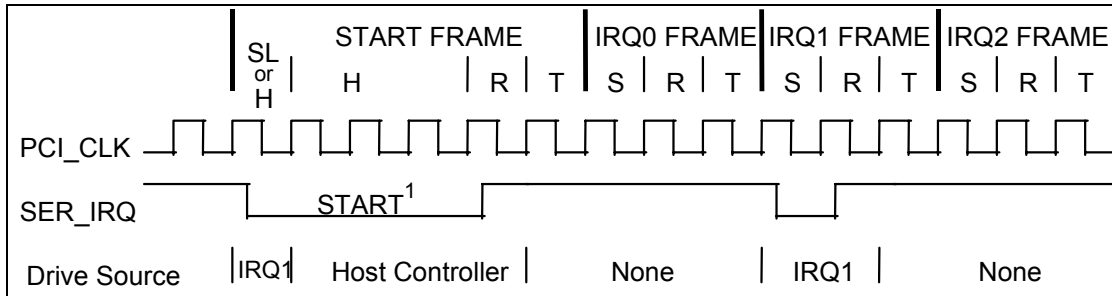 START FRAME IRQ0 FRAME IRQ1 FRAME IRQ2 FRAME
SL
or
H
H R T S R T S R T S R T
PCI_CLK
SER_IRQ START1
Drive Source IRQ1 Host Controller None IRQ1 None